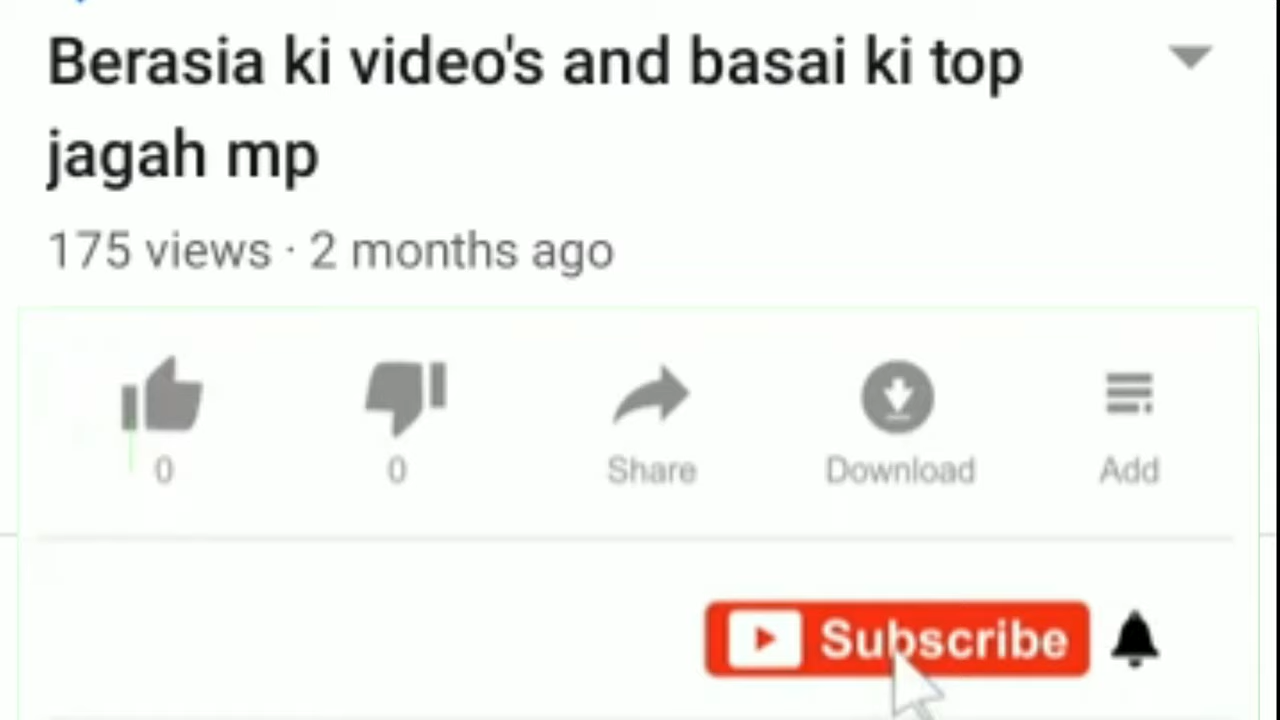 Berasia ki video's and basai ki top
jagah mp
175 views · 2 months ago
0 0 Share Download Add
Subscribe